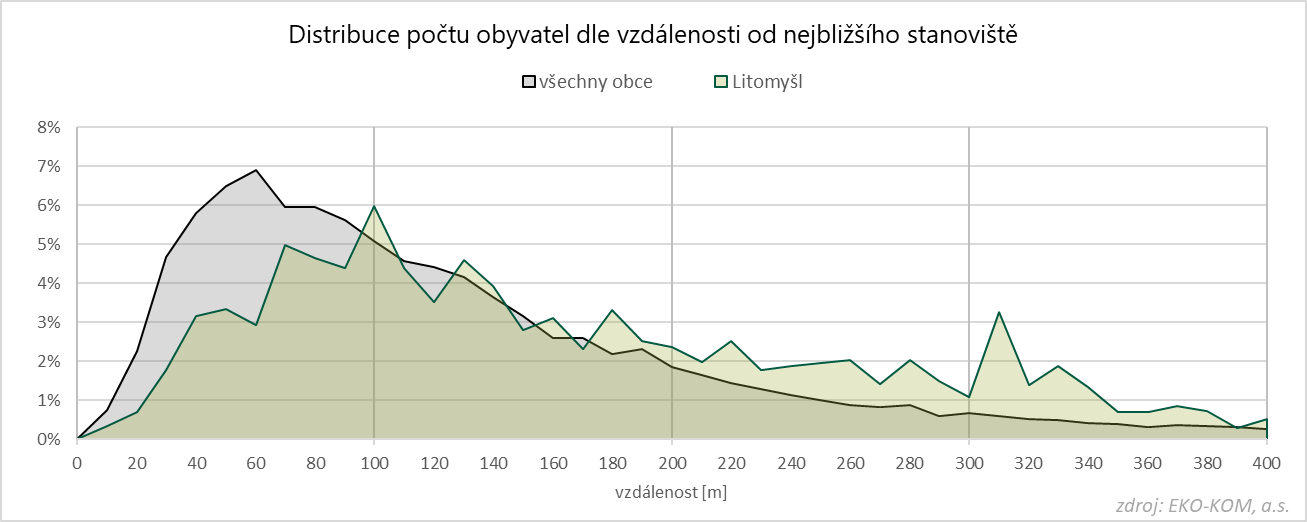 Distribuce počtu obyvatel dle vzdálenosti od nejbližšího stanoviště
všechny obce Litomyšl
8%
7%
6%
5%
4%
3%
2%
1%
0%
0 20 40 60 80 100 120 140 160 180 200 220 240 260 280 300 320 340 360 380 400
vzdálenost [m]
zdroj: EKO-KOM, a.s.